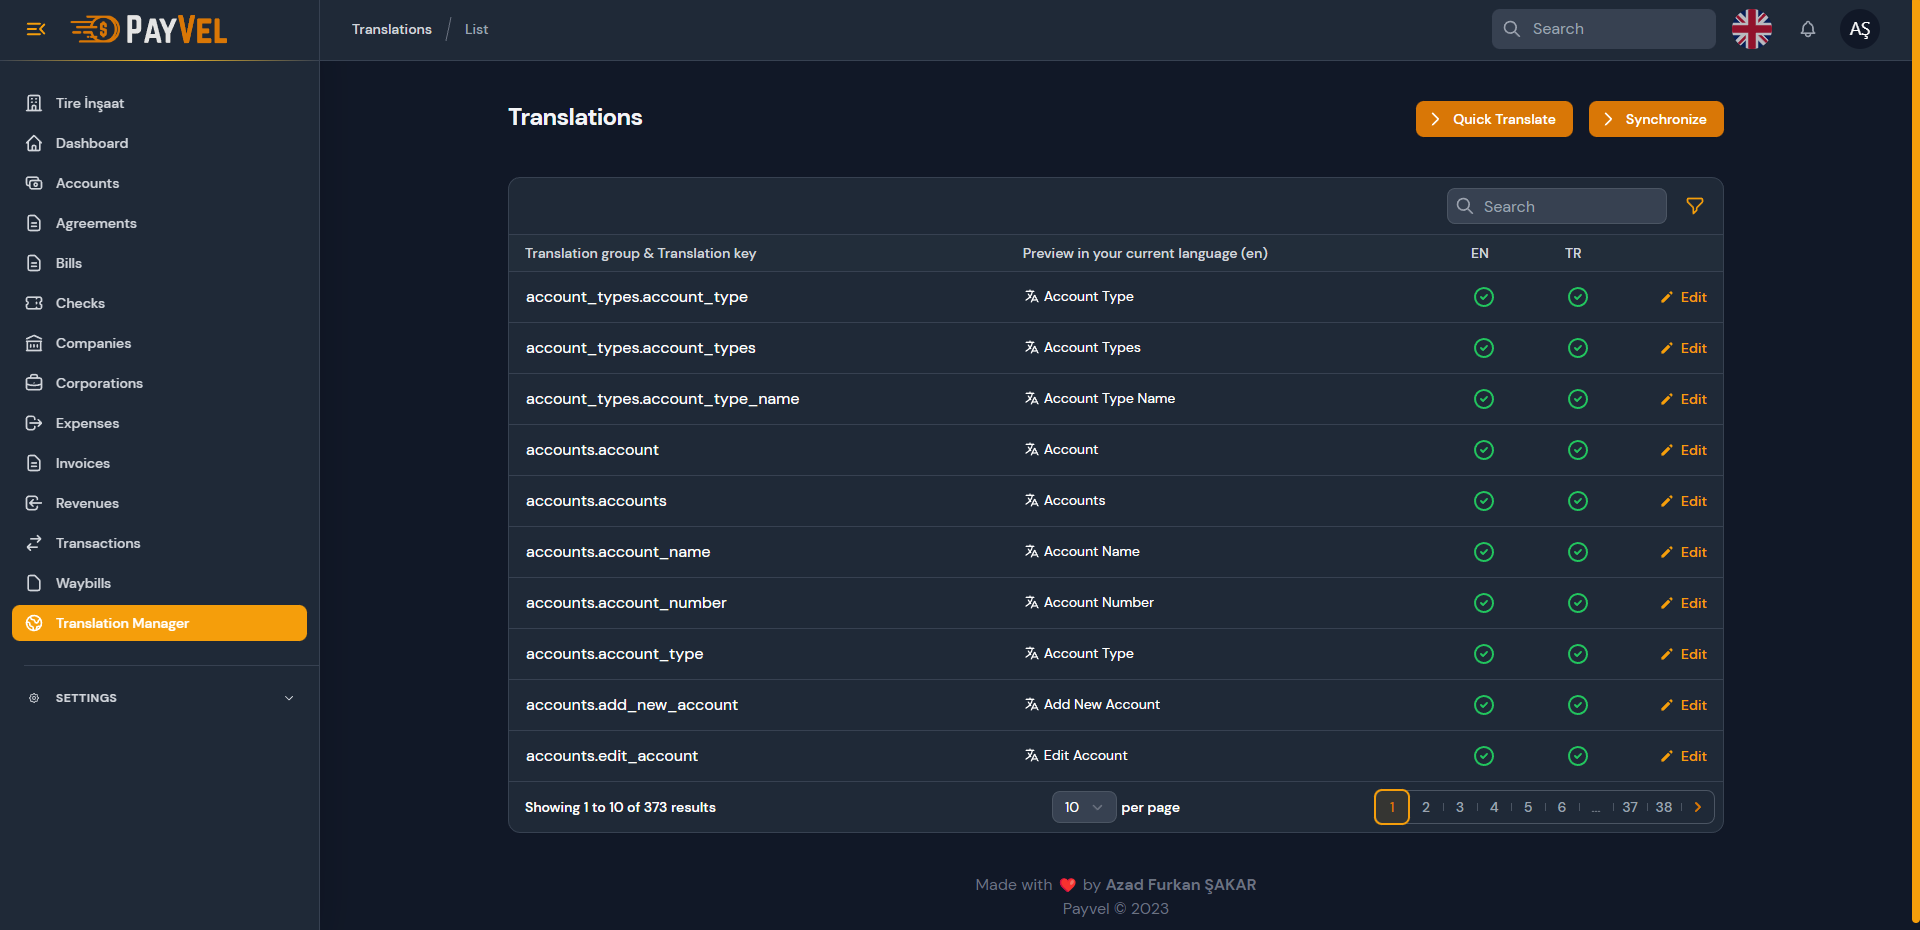 PAYVEL
Translations / List
Search
AŞ
Tire İnşaat
Dashboard
Accounts
Agreements
Bills
Checks
Companies
Corporations
Expenses
Invoices
Revenues
Transactions
Waybills
Translation Manager
SETTINGS
Translations
Quick Translate
Synchronize
Search
Translation group & Translation key Preview in your current language (en) EN TR
account_types.account_type Account Type Edit
account_types.account_types Account Types Edit
account_types.account_type_name Account Type Name Edit
accounts.account Account Edit
accounts.accounts Accounts Edit
accounts.account_name Account Name Edit
accounts.account_number Account Number Edit
accounts.account_type Account Type Edit
accounts.add_new_account Add New Account Edit
accounts.edit_account Edit Account Edit
Showing 1 to 10 of 373 results 10 per page 1 2 3 4 5 6 ... 37 38
Made with ❤️ by Azad Furkan ŞAKAR
Payvel © 2023